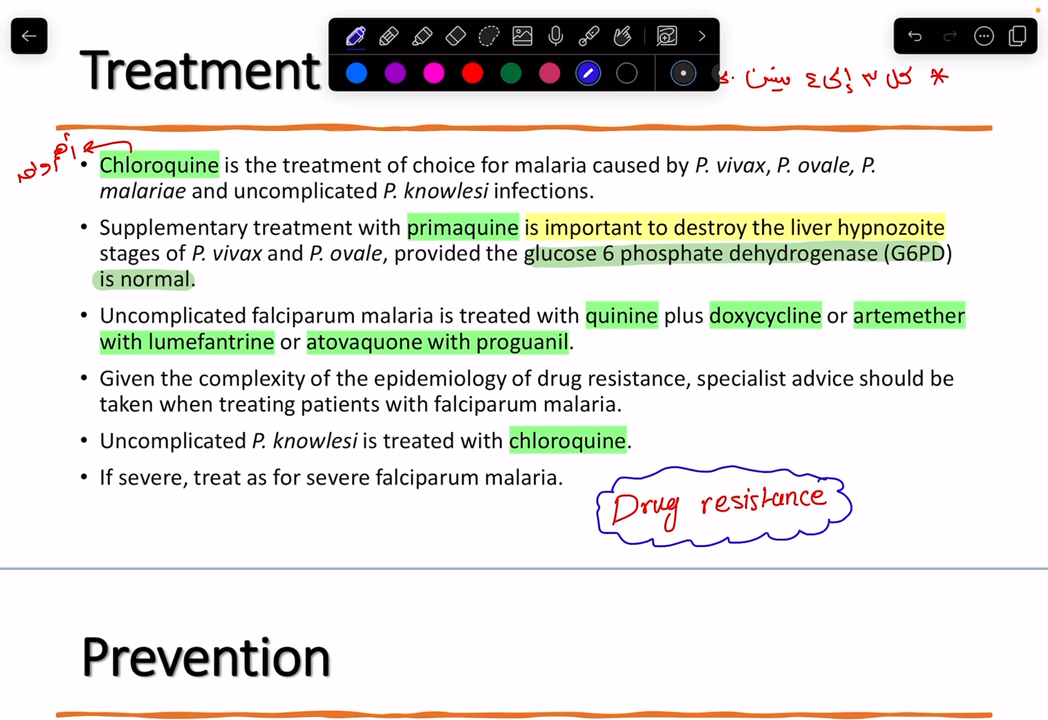 Treatment
* كل ٣ إلى ٤
أهم دواء
• Chloroquine is the treatment of choice for malaria caused by P. vivax, P. ovale, P.
malariae and uncomplicated P. knowlesi infections.
• Supplementary treatment with primaquine is important to destroy the liver hypnozoite
stages of P. vivax and P. ovale, provided the glucose 6 phosphate dehydrogenase (G6PD)
is normal.
• Uncomplicated falciparum malaria is treated with quinine plus doxycycline or artemether
with lumefantrine or atovaquone with proguanil.
• Given the complexity of the epidemiology of drug resistance, specialist advice should be
taken when treating patients with falciparum malaria.
• Uncomplicated P. knowlesi is treated with chloroquine.
• If severe, treat as for severe falciparum malaria.
Drug resistance
Prevention